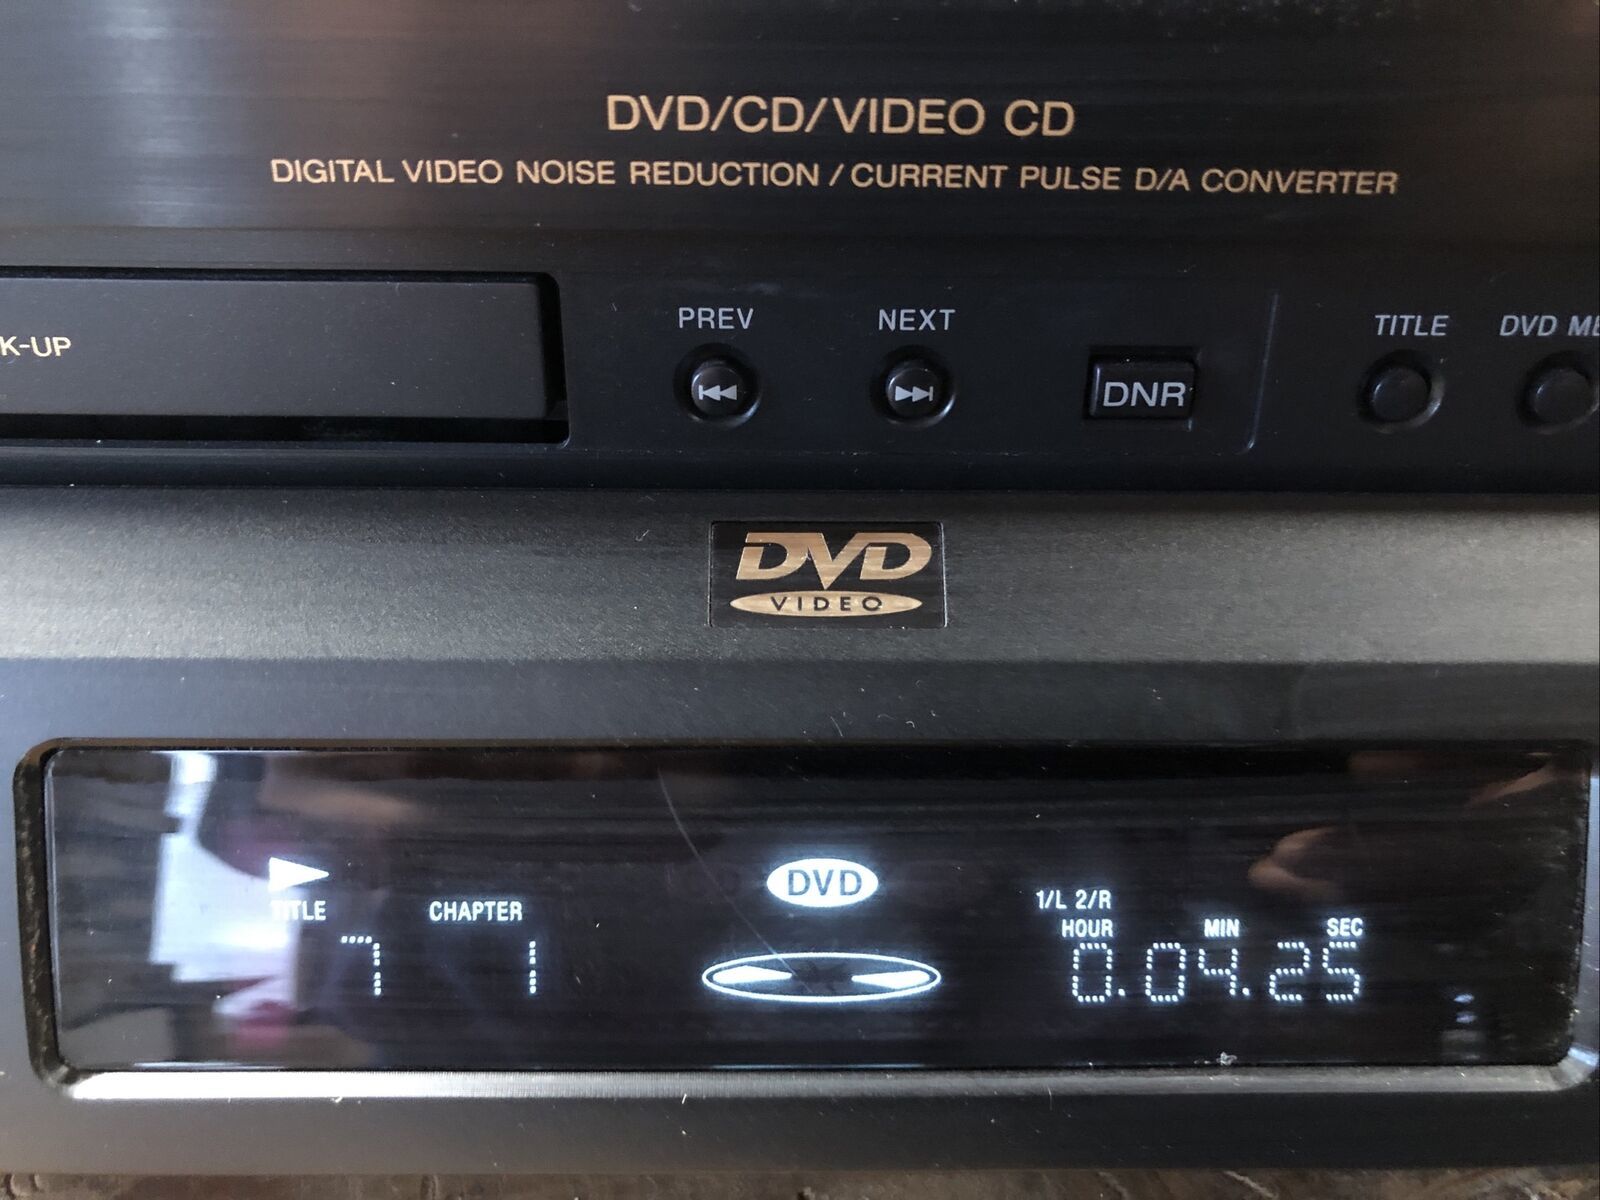 DVD/CD/VIDEO CD
DIGITAL VIDEO NOISE REDUCTION / CURRENT PULSE D/A CONVERTER
K-UP
PREV
NEXT
DNR
TITLE
DVD ME
DVD
VIDEO
TITLE
CHAPTER
7
1
DVD
1/L 2/R
HOUR MIN SEC
0.04.25